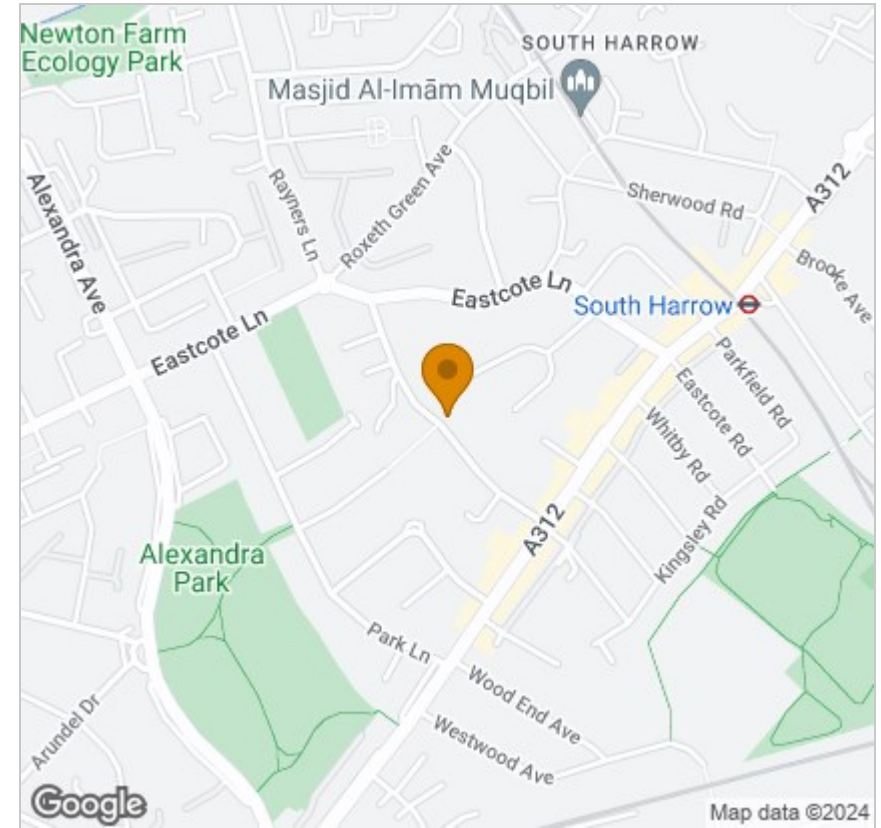 Newton Farm
Ecology Park
SOUTH HARROW
Masjid Al-Imām Muqbil
A312
Alexandra Ave
Rayners Ln
Roxeth Green Ave
Sherwood Rd
Brooke Ave
Eastcote Ln
South Harrow
Eastcote Ln
Parkfield Rd
Eastcote Rd
Whitby Rd
A312
Kingsley Rd
Alexandra
Park
Park Ln
Wood End Ave
Westwood Ave
Arundel Dr
Google
Map data ©2024